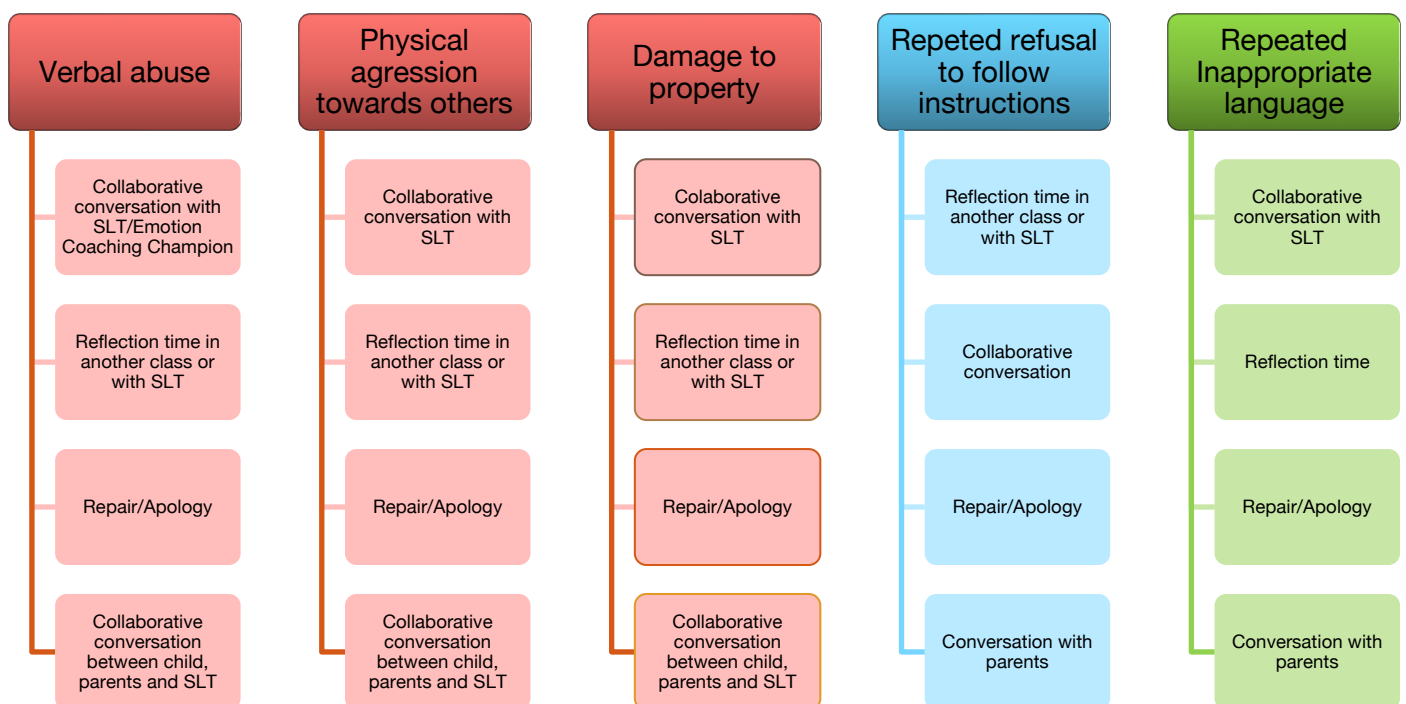 Verbal abuse
Collaborative
conversation with
SLT/Emotion
Coaching Champion
Reflection time in
another class or
with SLT
Repair/Apology
Collaborative
conversation
between child,
parents and SLT
Physical
agression
towards others
Collaborative
conversation with
SLT
Reflection time in
another class or
with SLT
Repair/Apology
Collaborative
conversation
between child,
parents and SLT
Damage to
property
Colaborative
conversation with
SLT
Reflection time in
another class or
with SLT
Repair/Apology
Collaborative
conversation
between child,
parents and SLT
Repeted refusal
to follow
instructions
Reflection time in
another class or
with SLT
Collaborative
conversation
Repair/Apology
Conversation with
parents
Repeated
Inappropriate
language
Collaborative
conversation with
SLT
Reflection time
Repair/Apology
Conversation with
parents